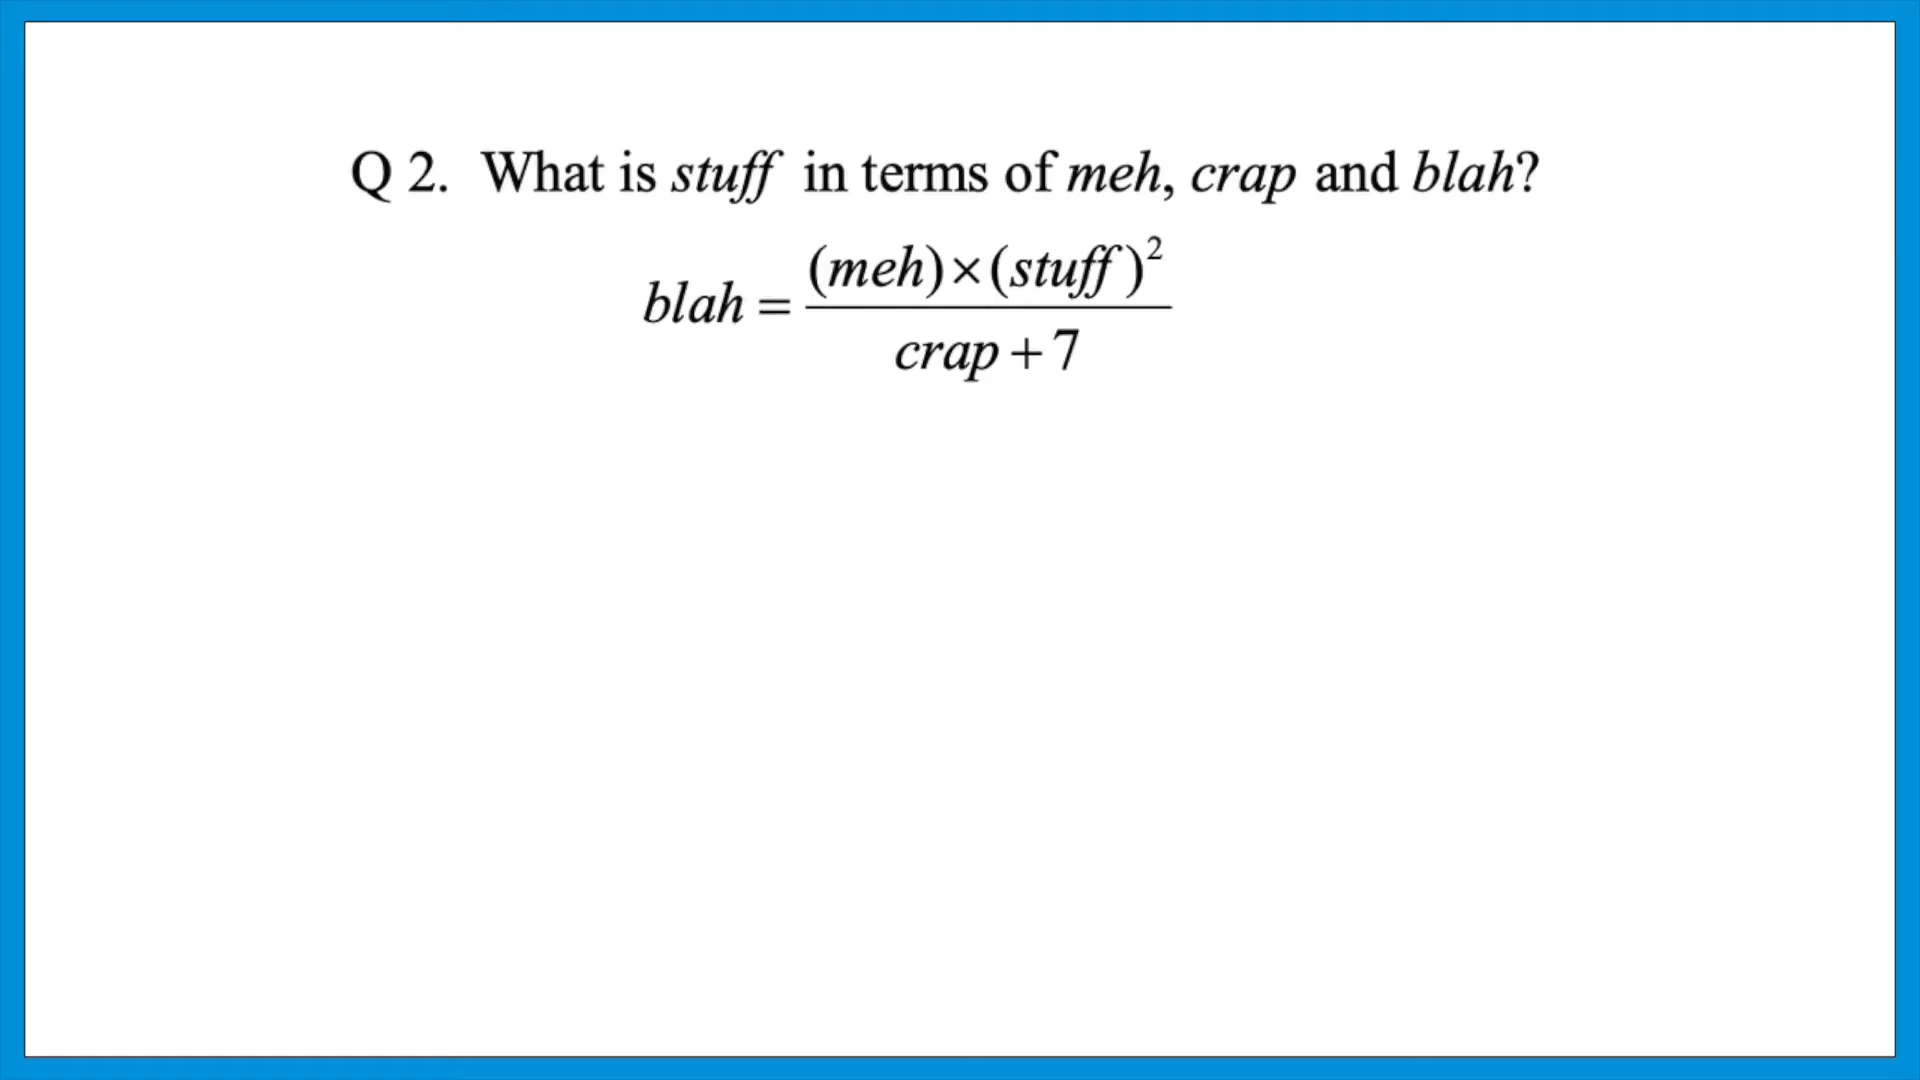 Q 2. What is stuff in terms of meh, crap and blah?
blah = (meh)×(stuff)²
crap + 7